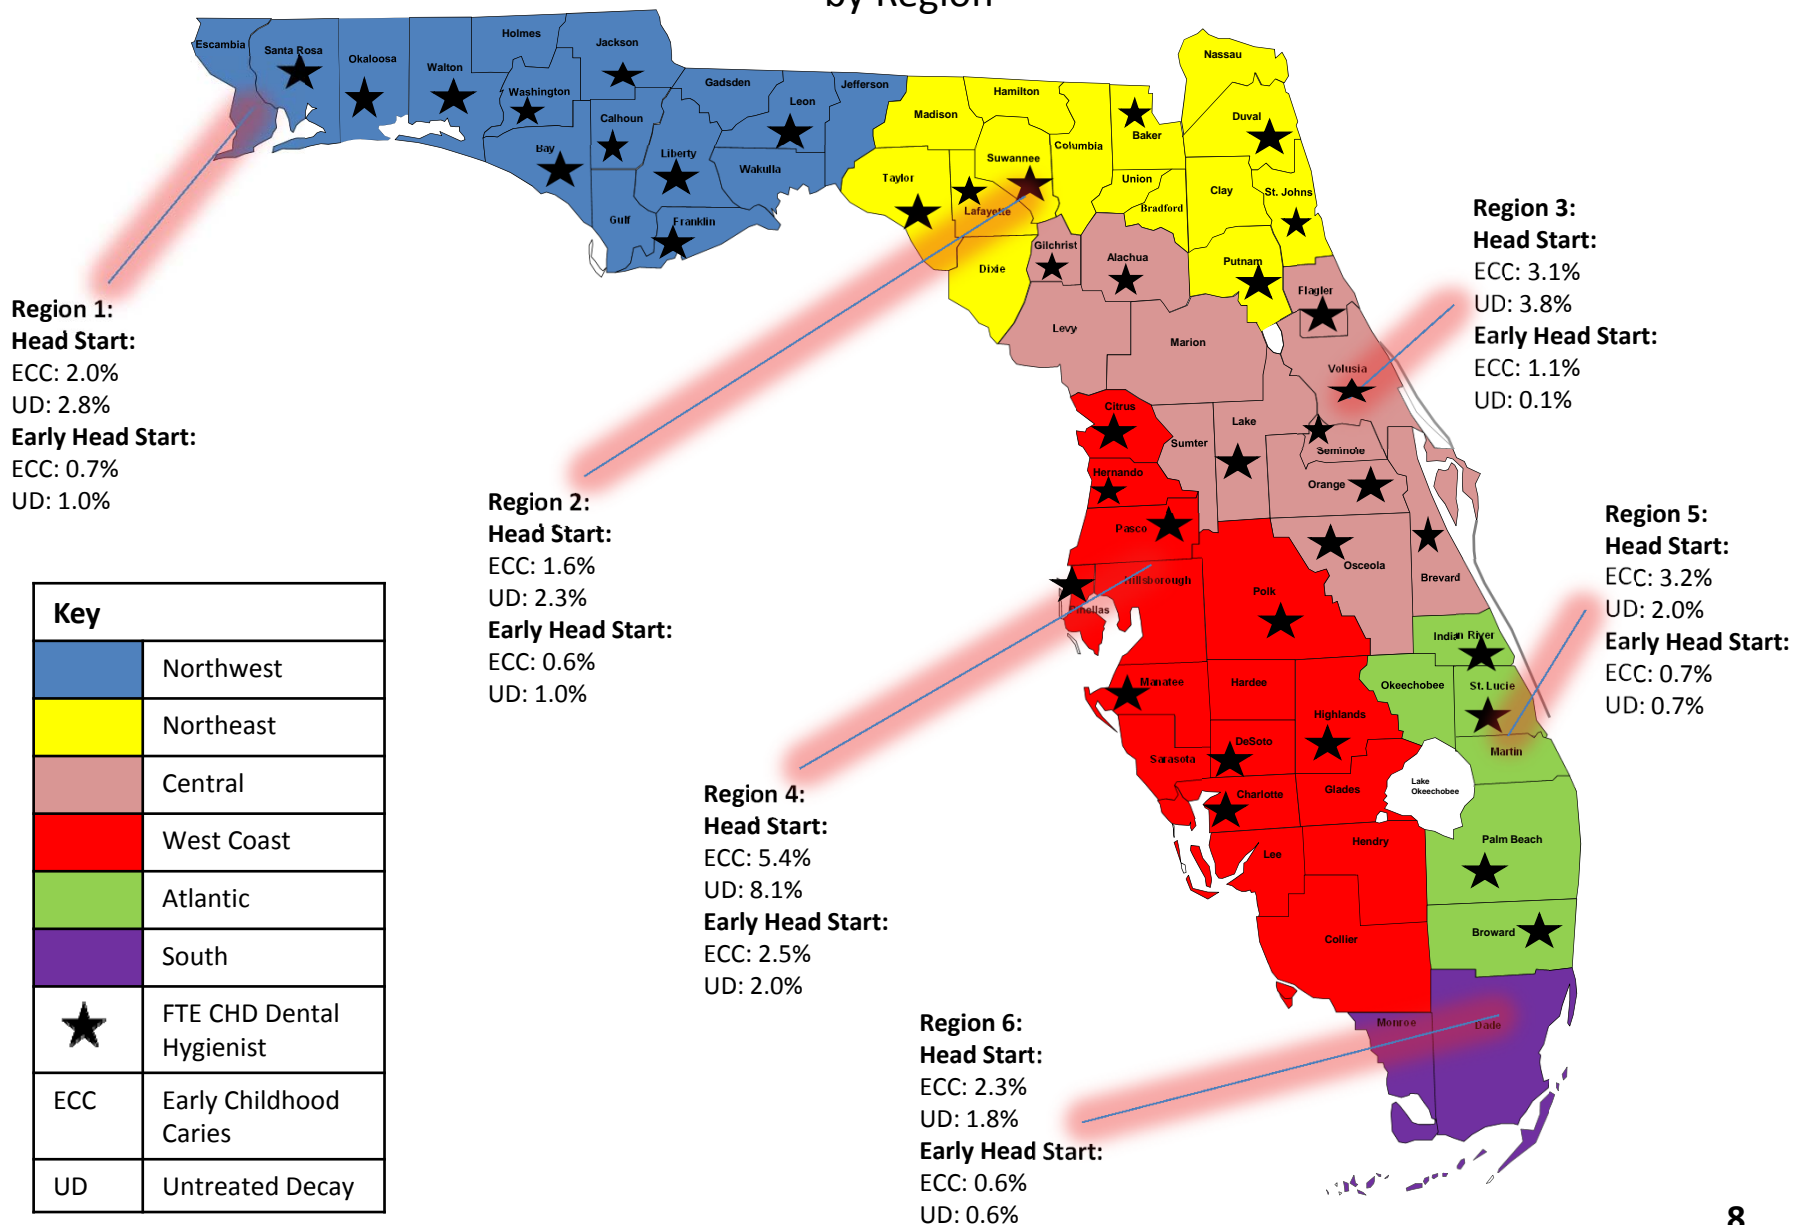 by Region
Escambia
Santa Rosa
Okaloosa
Walton
Holmes
Jackson
Washington
Calhoun
Bay
Gadsden
Leon
Jefferson
Liberty
Wakulla
Gulf
Franklin
Madison
Hamilton
Taylor
Suwannee
Lafayette
Columbia
Baker
Nassau
Duval
Union
Bradford
Clay
St. Johns
Dixie
Gilchrist
Alachua
Putnam
Flagler
Levy
Marion
Volusia
Citrus
Sumter
Lake
Seminole
Hernando
Orange
Pasco
Osceola
Brevard
Hillsborough
Pinellas
Polk
Indian River
Manatee
Hardee
Okeechobee
St. Lucie
Highlands
DeSoto
Sarasota
Martin
Charlotte
Glades
Lake
Okeechobee
Lee
Hendry
Palm Beach
Collier
Broward
Monroe
Dade
Region 1:
Head Start:
ECC: 2.0%
UD: 2.8%
Early Head Start:
ECC: 0.7%
UD: 1.0%
Region 2:
Head Start:
ECC: 1.6%
UD: 2.3%
Early Head Start:
ECC: 0.6%
UD: 1.0%
Region 3:
Head Start:
ECC: 3.1%
UD: 3.8%
Early Head Start:
ECC: 1.1%
UD: 0.1%
Region 4:
Head Start:
ECC: 5.4%
UD: 8.1%
Early Head Start:
ECC: 2.5%
UD: 2.0%
Region 5:
Head Start:
ECC: 3.2%
UD: 2.0%
Early Head Start:
ECC: 0.7%
UD: 0.7%
Region 6:
Head Start:
ECC: 2.3%
UD: 1.8%
Early Head Start:
ECC: 0.6%
UD: 0.6%
Key
Northwest
Northeast
Central
West Coast
Atlantic
South
FTE CHD Dental
Hygienist
ECC Early Childhood
Caries
UD Untreated Decay
8